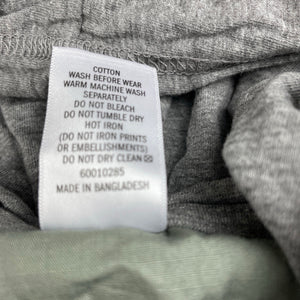 COTTON
WASH BEFORE WEAR
WARM MACHINE WASH
SEPARATELY
DO NOT BLEACH
DO NOT TUMBLE DRY
HOT IRON
(DO NOT IRON PRINTS
OR EMBELLISHMENTS)
DO NOT DRY CLEAN
60010285
MADE IN BANGLADESH